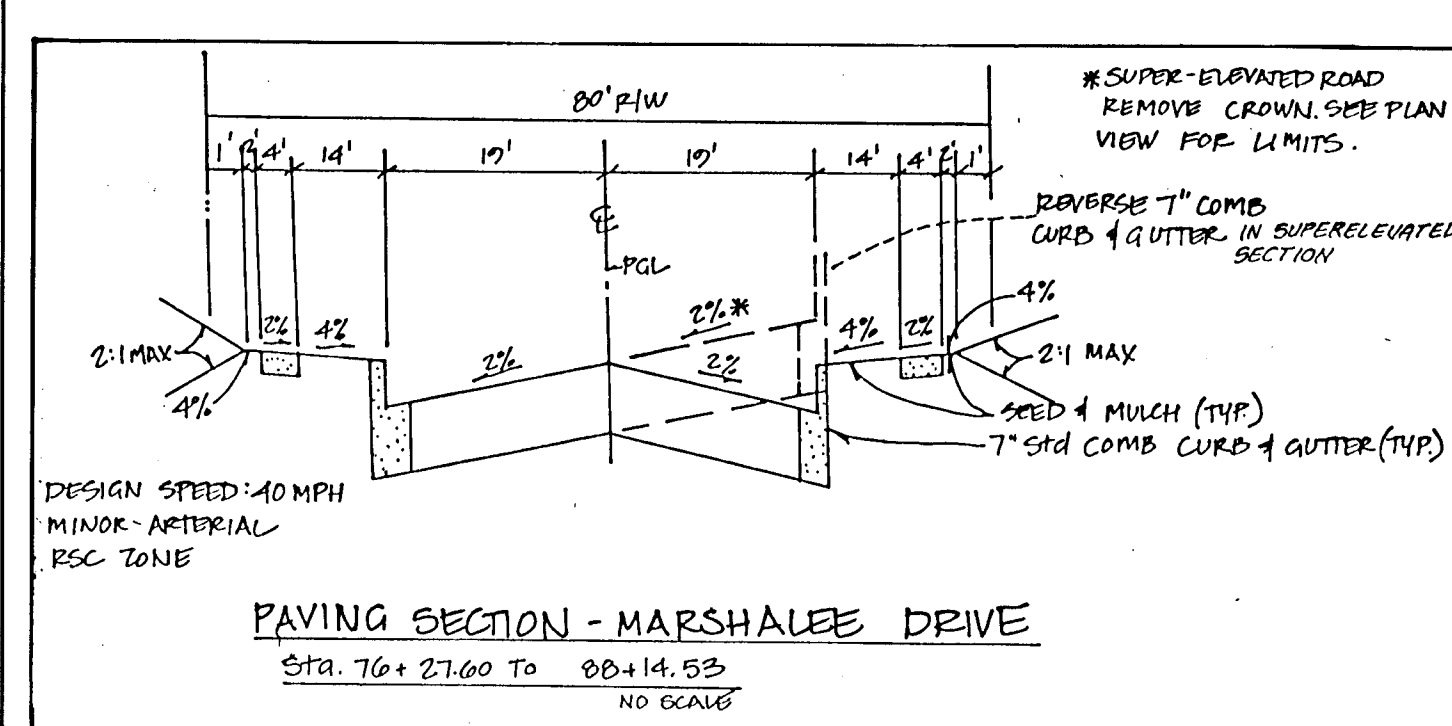 80' R/W
* SUPER-ELEVATED ROAD
REMOVE CROWN. SEE PLAN
VIEW FOR LIMITS.
1' 2' 4' 14' 19' 19' 14' 4' 2' 1'
REVERSE 7" COMB
CURB & GUTTER IN SUPERELEVATED
SECTION
℄
PGL
4%
2%*
2% 4%
4% 2%
2:1 MAX
2:1 MAX
2%
2%
4%
SEED & MULCH (TYP.)
7" Std COMB CURB & GUTTER (TYP.)
DESIGN SPEED: 40 MPH
MINOR-ARTERIAL
RSC ZONE
PAVING SECTION - MARSHALEE DRIVE
Sta. 76+27.60 TO 88+14.53
NO SCALE